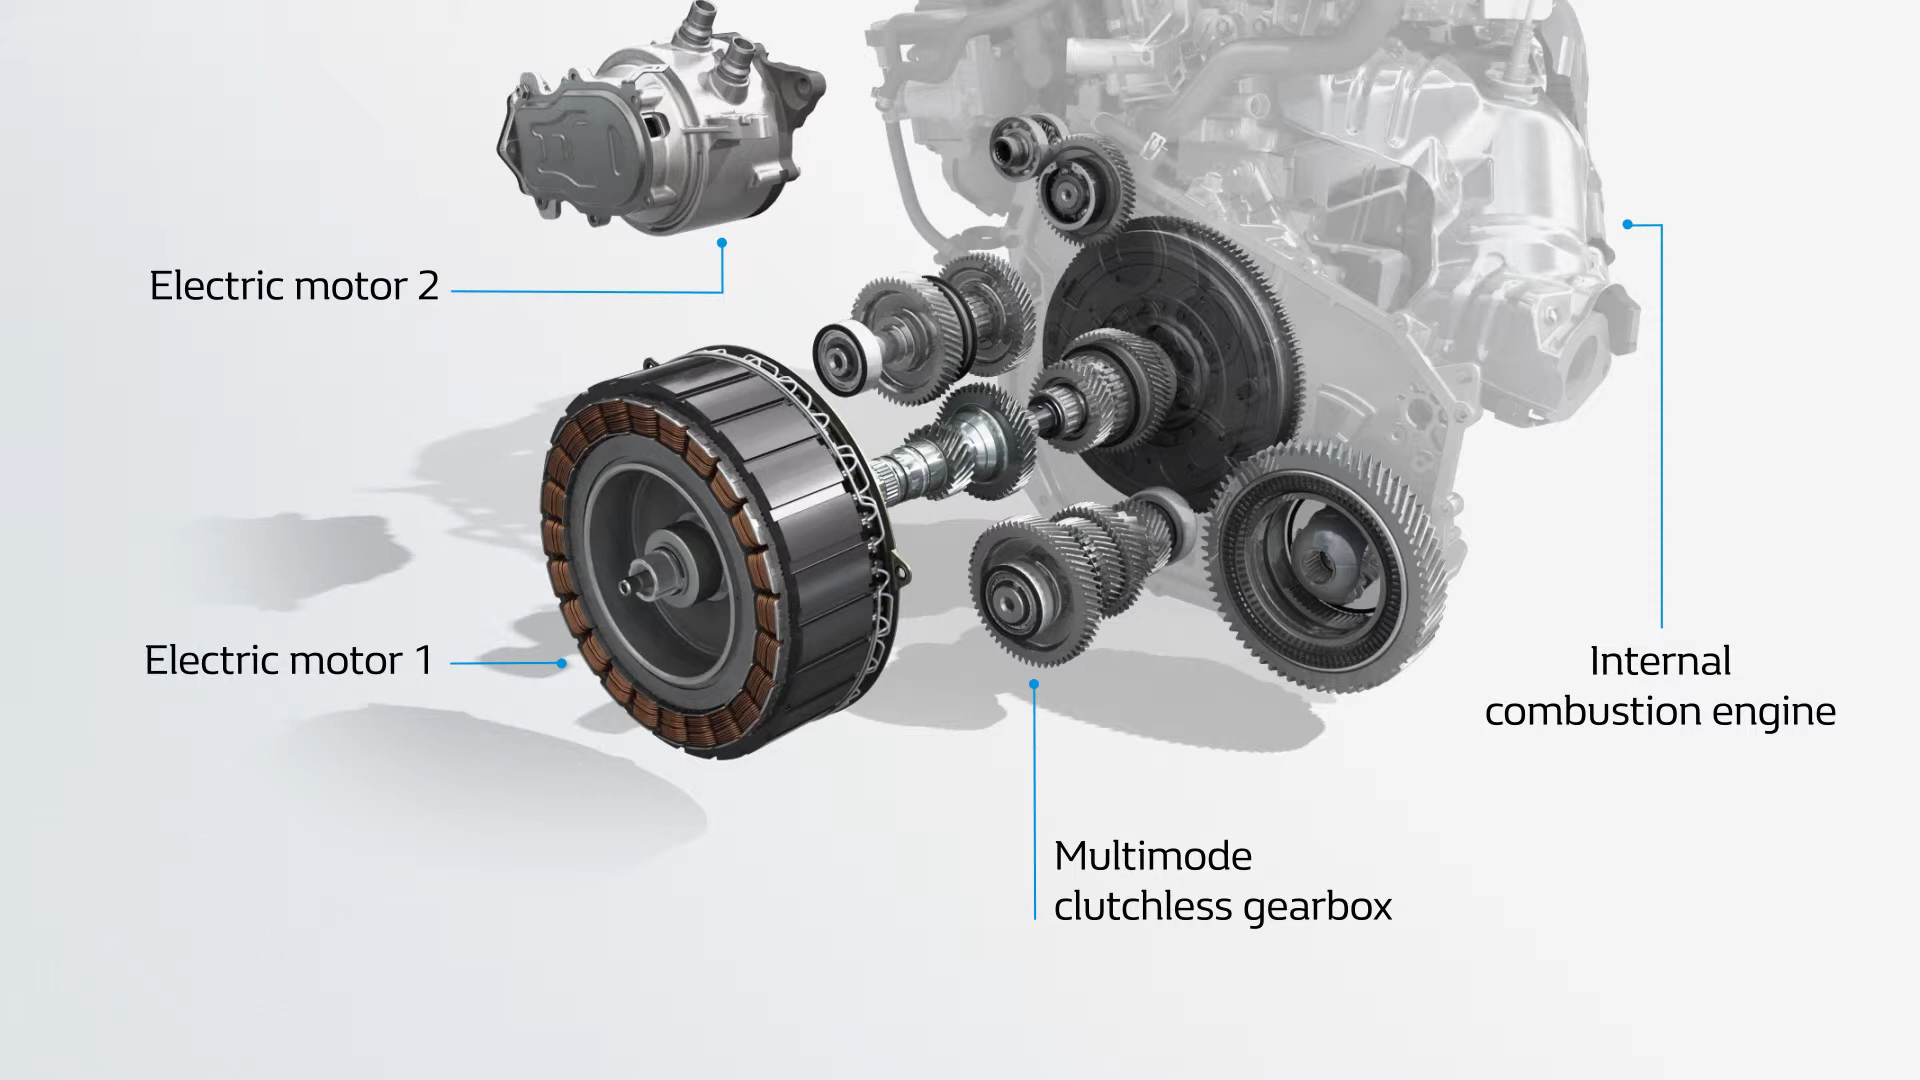 Electric motor 2
Electric motor 1
Internal
combustion engine
Multimode
clutchless gearbox